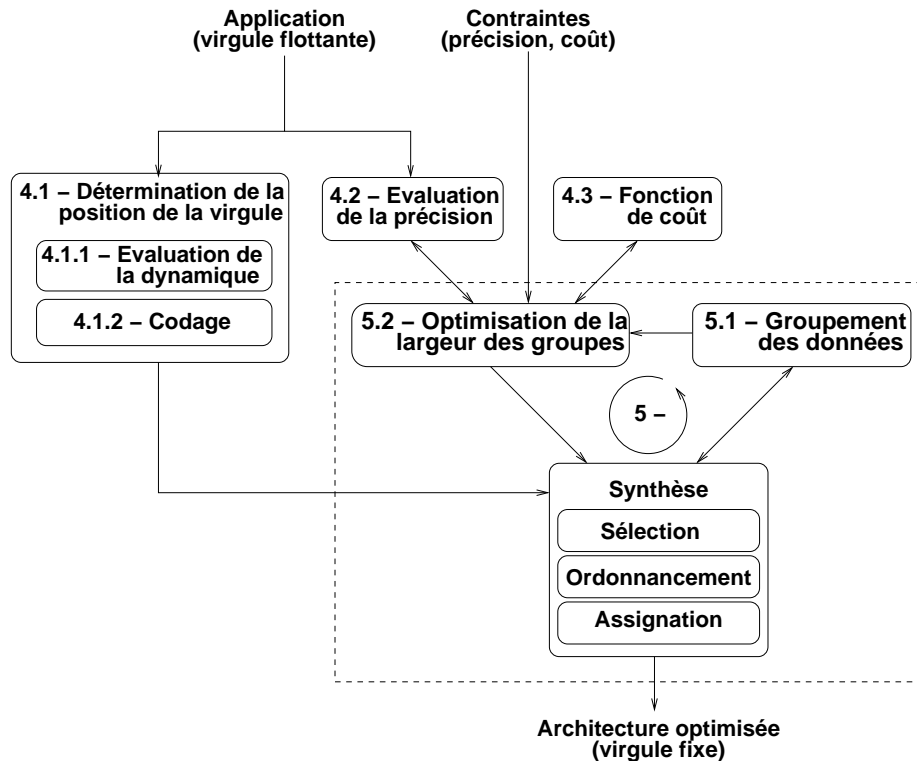 Application
(virgule flottante)
Contraintes
(précision, coût)
4.1 – Détermination de la
position de la virgule
4.1.1 – Evaluation de
la dynamique
4.1.2 – Codage
4.2 – Evaluation
de la précision
4.3 – Fonction
de coût
5.2 – Optimisation de la
largeur des groupes
5.1 – Groupement
des données
5 –
Synthèse
Sélection
Ordonnancement
Assignation
Architecture optimisée
(virgule fixe)